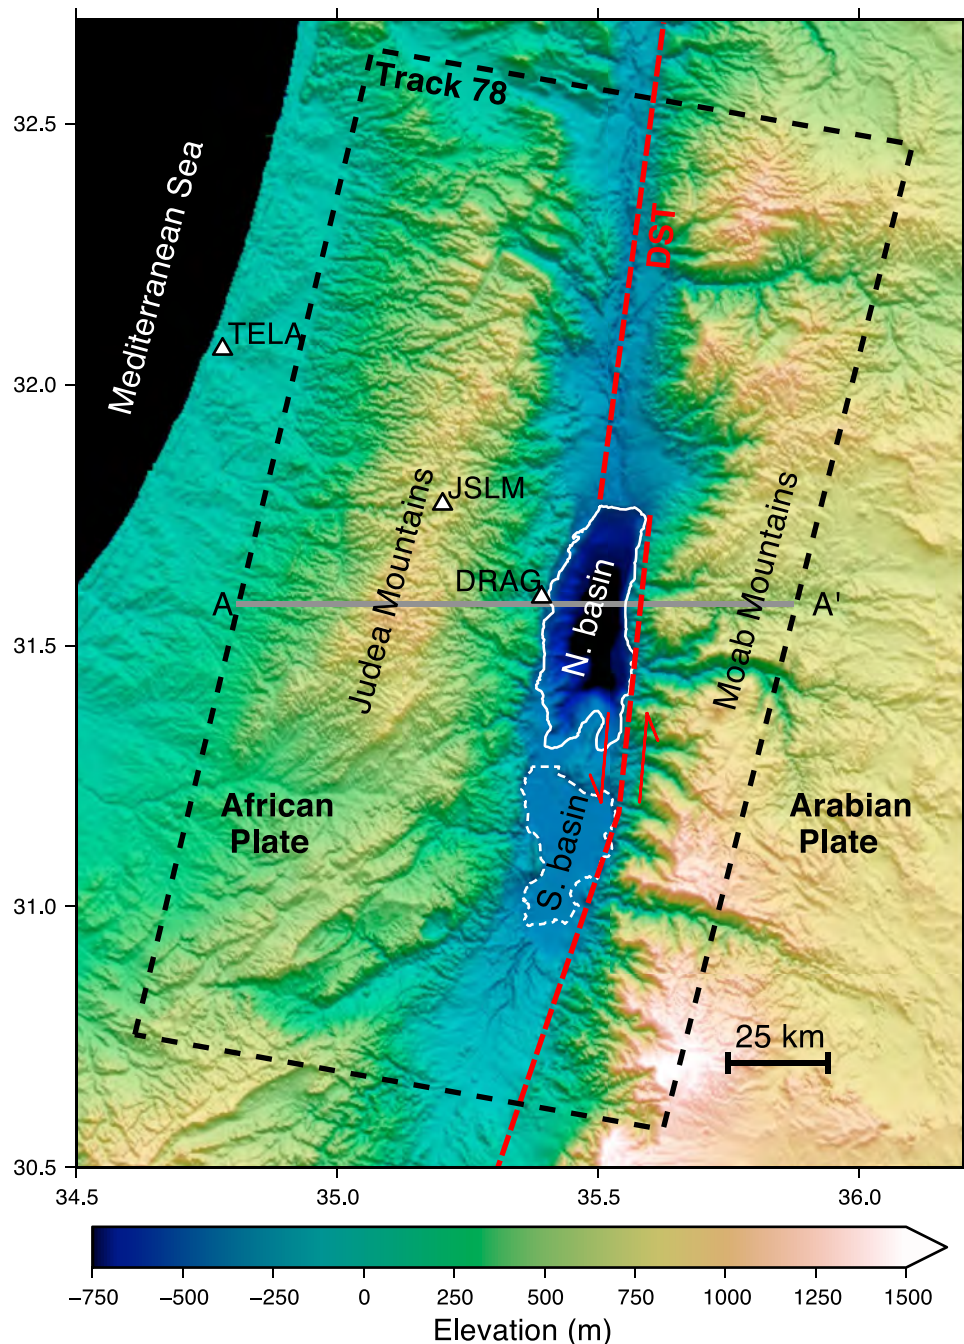 Track 78
32.5
Mediterranean Sea
DST
TELA
32.0
JSLM
Judea Mountains
DRAG
N. basin
Moab Mountains
A
A'
31.5
African
Plate
Arabian
Plate
S. basin
31.0
25 km
30.5
34.5
35.0
35.5
36.0
−750
−500
−250
0
250
500
750
1000
1250
1500
Elevation (m)